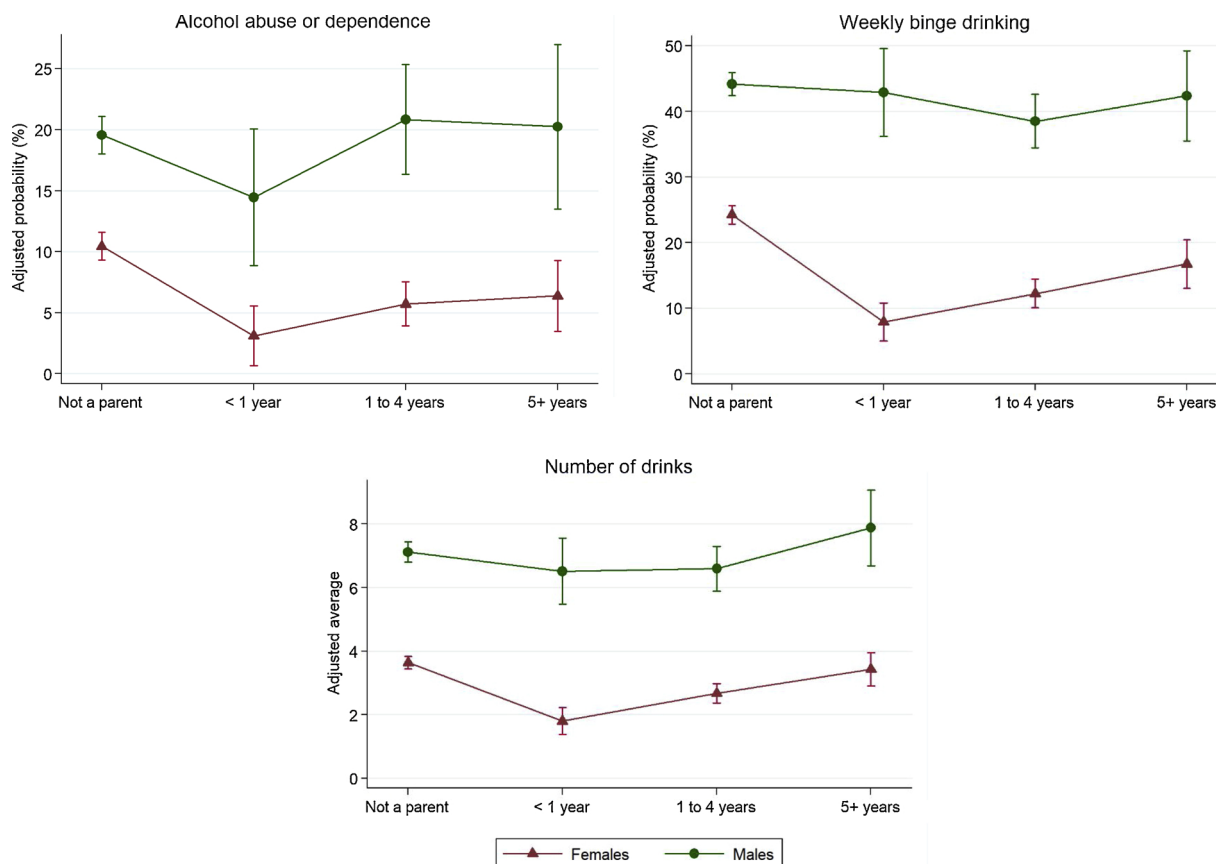 Alcohol abuse or dependence
Adjusted probability (%)
25
20
15
10
5
0
Not a parent
< 1 year
1 to 4 years
5+ years
Weekly binge drinking
Adjusted probability (%)
50
40
30
20
10
0
Not a parent
< 1 year
1 to 4 years
5+ years
Number of drinks
Adjusted average
8
6
4
2
0
Not a parent
< 1 year
1 to 4 years
5+ years
Females
Males